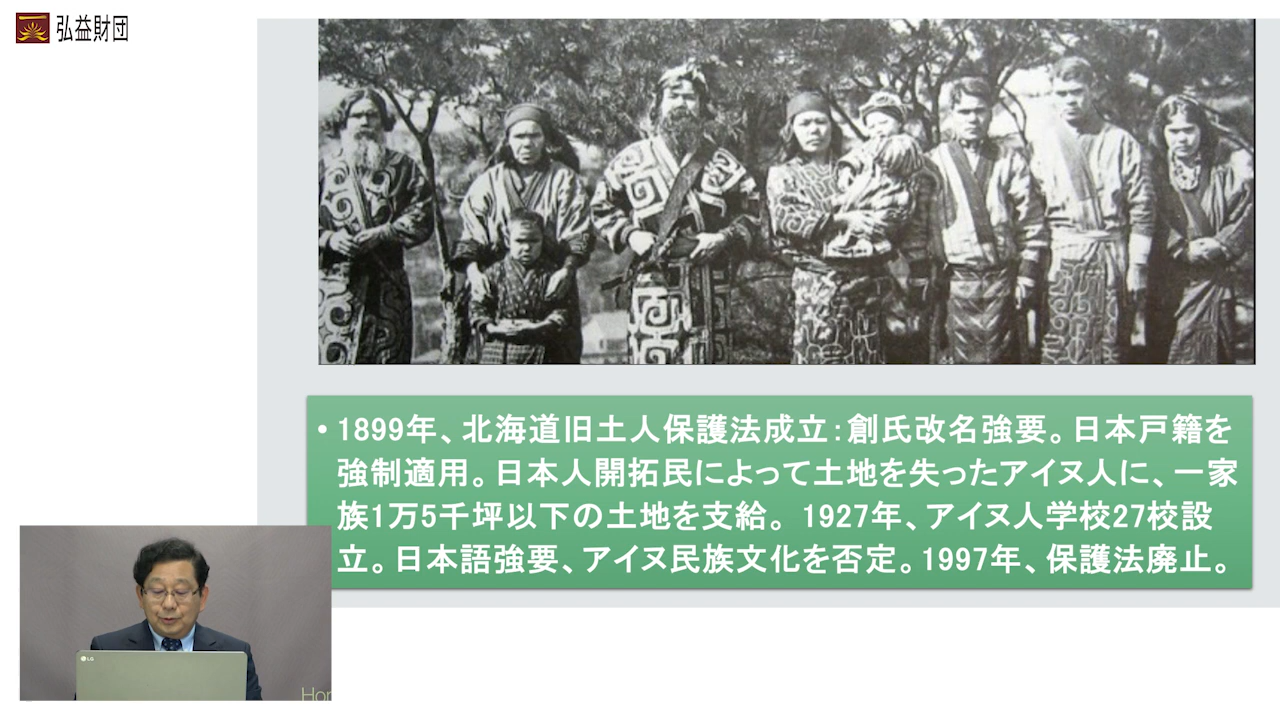 弘益財団
• 1899年、北海道旧土人保護法成立：創氏改名強要。日本戸籍を
強制適用。日本人開拓民によって土地を失ったアイヌ人に、一家
族1万5千坪以下の土地を支給。1927年、アイヌ人学校27校設
立。日本語強要、アイヌ民族文化を否定。1997年、保護法廃止。
LG
Hor